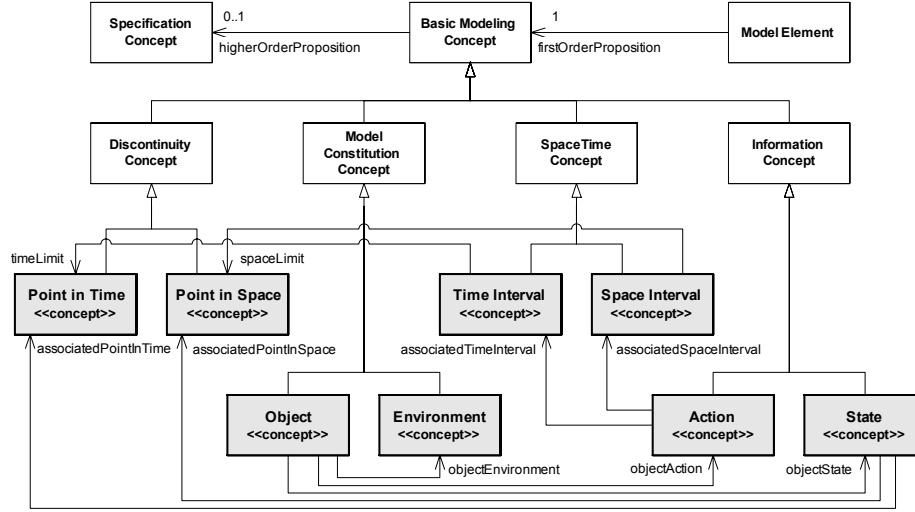 Specification
Concept
0..1
higherOrderProposition
Basic Modeling
Concept
1
firstOrderProposition
Model Element
Discontinuity
Concept
Model
Constitution
Concept
SpaceTime
Concept
Information
Concept
timeLimit
spaceLimit
Point in Time
<<concept>>
Point in Space
<<concept>>
Time Interval
<<concept>>
Space Interval
<<concept>>
associatedPointInTime
associatedPointInSpace
associatedTimeInterval
associatedSpaceInterval
Object
<<concept>>
Environment
<<concept>>
Action
<<concept>>
State
<<concept>>
objectEnvironment
objectAction
objectState